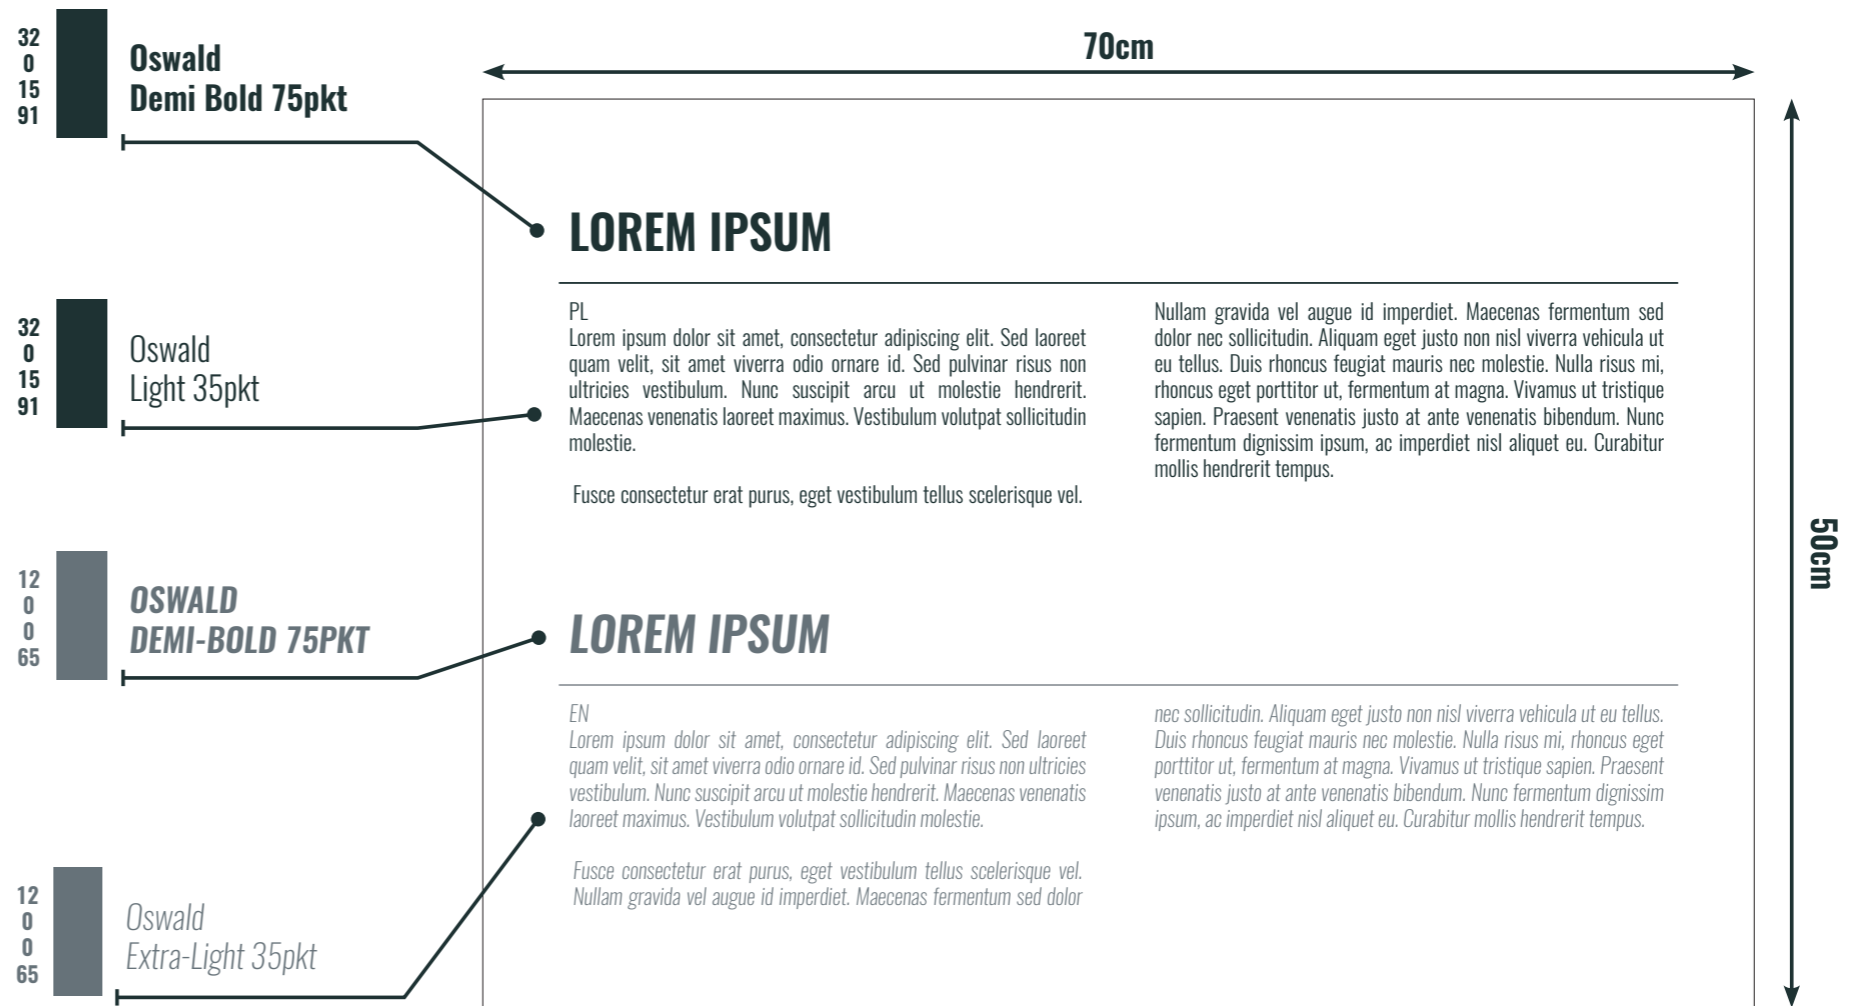 32
0
15
91
Oswald
Demi Bold 75pkt
70cm
LOREM IPSUM
32
0
15
91
Oswald
Light 35pkt
PL
Lorem ipsum dolor sit amet, consectetur adipiscing elit. Sed laoreet
quam velit, sit amet viverra odio ornare id. Sed pulvinar risus non
ultricies vestibulum. Nunc suscipit arcu ut molestie hendrerit.
Maecenas venenatis laoreet maximus. Vestibulum volutpat sollicitudin
molestie.
Fusce consectetur erat purus, eget vestibulum tellus scelerisque vel.
Nullam gravida vel augue id imperdiet. Maecenas fermentum sed
dolor nec sollicitudin. Aliquam eget justo non nisl viverra vehicula ut
eu tellus. Duis rhoncus feugiat mauris nec molestie. Nulla risus mi,
rhoncus eget porttitor ut, fermentum at magna. Vivamus ut tristique
sapien. Praesent venenatis justo at ante venenatis bibendum. Nunc
fermentum dignissim ipsum, ac imperdiet nisl aliquet eu. Curabitur
mollis hendrerit tempus.
50cm
12
0
0
65
OSWALD
DEMI-BOLD 75PKT
LOREM IPSUM
12
0
0
65
Oswald
Extra-Light 35pkt
EN
Lorem ipsum dolor sit amet, consectetur adipiscing elit. Sed laoreet
quam velit, sit amet viverra odio ornare id. Sed pulvinar risus non ultricies
vestibulum. Nunc suscipit arcu ut molestie hendrerit. Maecenas venenatis
laoreet maximus. Vestibulum volutpat sollicitudin molestie.
Fusce consectetur erat purus, eget vestibulum tellus scelerisque vel.
Nullam gravida vel augue id imperdiet. Maecenas fermentum sed dolor
nec sollicitudin. Aliquam eget justo non nisl viverra vehicula ut eu tellus.
Duis rhoncus feugiat mauris nec molestie. Nulla risus mi, rhoncus eget
porttitor ut, fermentum at magna. Vivamus ut tristique sapien. Praesent
venenatis justo at ante venenatis bibendum. Nunc fermentum dignissim
ipsum, ac imperdiet nisl aliquet eu. Curabitur mollis hendrerit tempus.